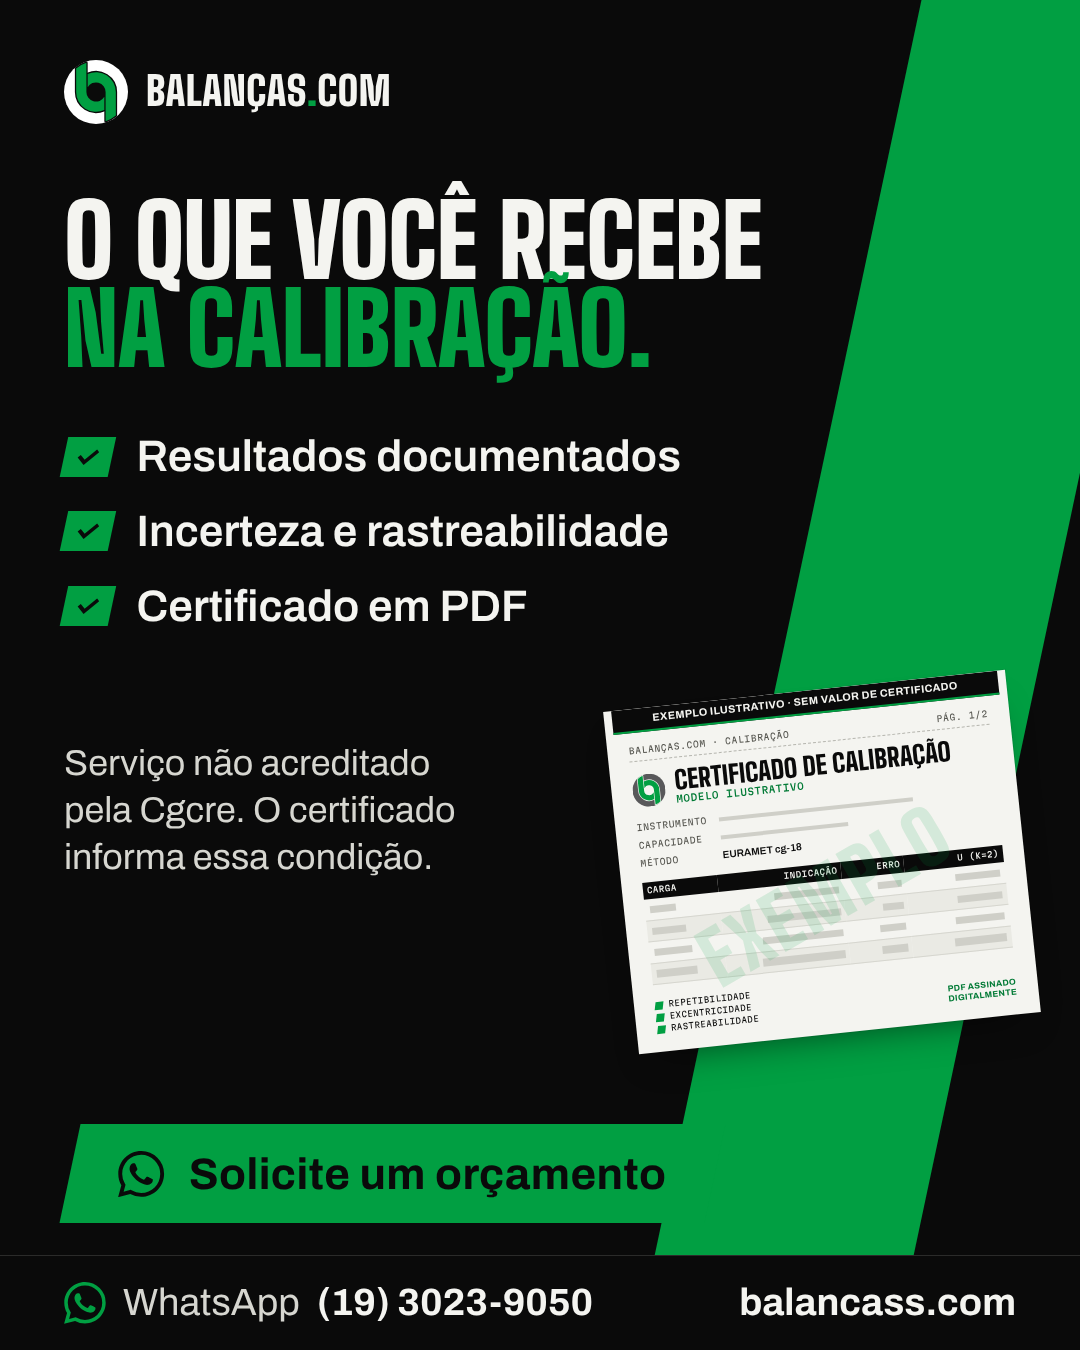 BALANÇAS.COM
O QUE VOCÊ RECEBE
NA CALIBRAÇÃO.
Resultados documentados
Incerteza e rastreabilidade
Certificado em PDF
Serviço não acreditado
pela Cgcre. O certificado
informa essa condição.
EXEMPLO ILUSTRATIVO · SEM VALOR DE CERTIFICADO
BALANÇAS.COM · CALIBRAÇÃO PÁG. 1/2
CERTIFICADO DE CALIBRAÇÃO
MODELO ILUSTRATIVO
INSTRUMENTO
CAPACIDADE
MÉTODO EURAMET cg-18
CARGA INDICAÇÃO ERRO U (K=2)
EXEMPLO
REPETIBILIDADE
EXCENTRICIDADE
RASTREABILIDADE
PDF ASSINADO
DIGITALMENTE
Solicite um orçamento
WhatsApp (19) 3023-9050 balancass.com